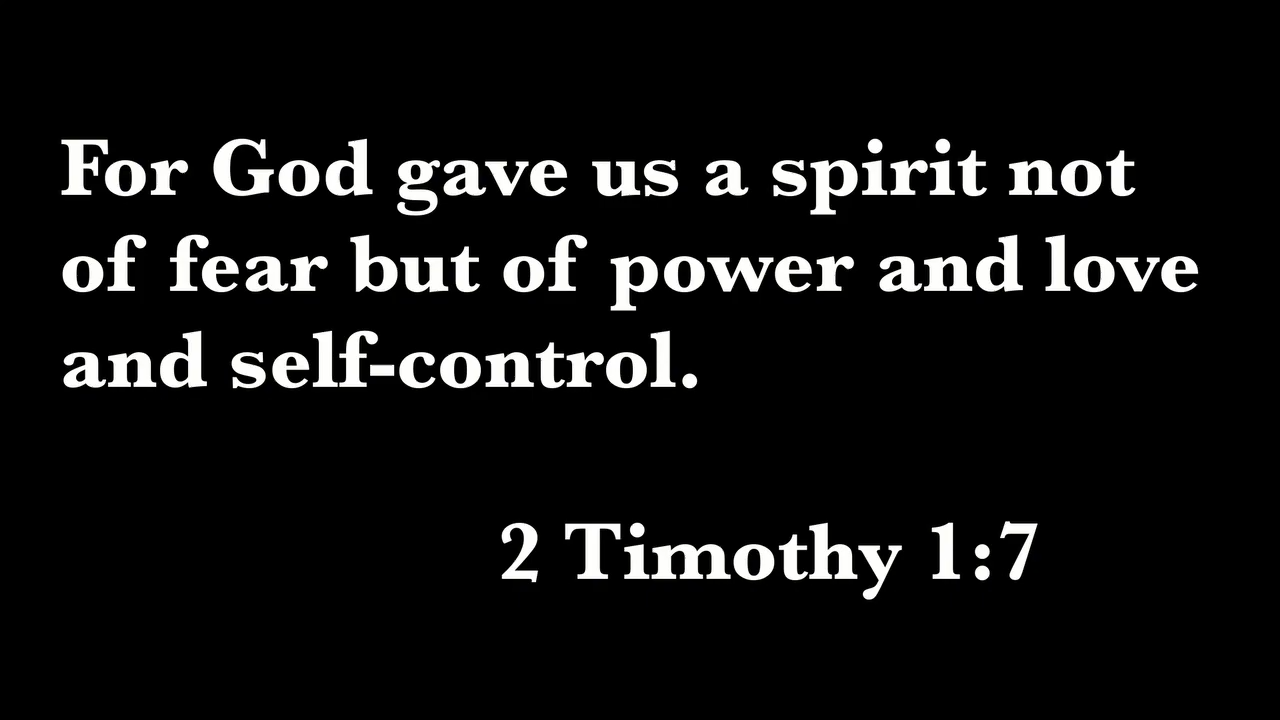 For God gave us a spirit not
of fear but of power and love
and self-control.
2 Timothy 1:7